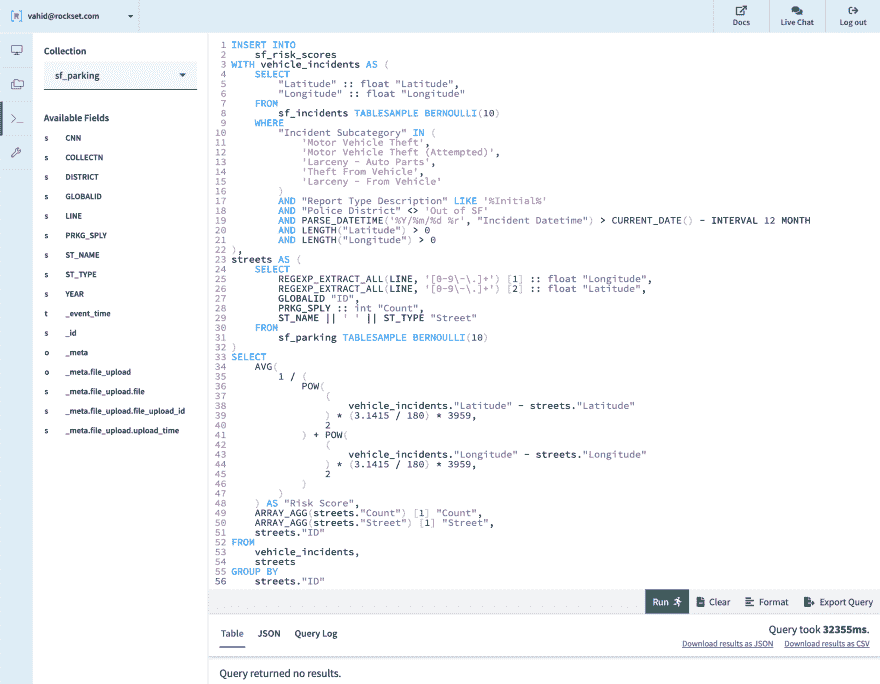 [R] vahid@rockset.com
Docs
Live Chat
Log out
Collection
sf_parking
Available Fields
s CNN
s COLLECTN
s DISTRICT
s GLOBALID
s LINE
s PRKG_SPLY
s ST_NAME
s ST_TYPE
s YEAR
t _event_time
s _id
o _meta
o _meta.file_upload
s _meta.file_upload.file
s _meta.file_upload.file_upload_id
s _meta.file_upload.upload_time
1 INSERT INTO
2     sf_risk_scores
3 WITH vehicle_incidents AS (
4     SELECT
5         "Latitude" :: float "Latitude",
6         "Longitude" :: float "Longitude"
7     FROM
8         sf_incidents TABLESAMPLE BERNOULLI(10)
9     WHERE
10         "Incident Subcategory" IN (
11             'Motor Vehicle Theft',
12             'Motor Vehicle Theft (Attempted)',
13             'Larceny - Auto Parts',
14             'Theft From Vehicle',
15             'Larceny - From Vehicle'
16         )
17         AND "Report Type Description" LIKE '%Initial%'
18         AND "Police District" <> 'Out of SF'
19         AND PARSE_DATETIME('%Y/%m/%d %r', "Incident Datetime") > CURRENT_DATE() - INTERVAL 12 MONTH
20         AND LENGTH("Latitude") > 0
21         AND LENGTH("Longitude") > 0
22 ),
23 streets AS (
24     SELECT
25         REGEXP_EXTRACT_ALL(LINE, '[0-9\-\.]+') [1] :: float "Longitude",
26         REGEXP_EXTRACT_ALL(LINE, '[0-9\-\.]+') [2] :: float "Latitude",
27         GLOBALID "ID",
28         PRKG_SPLY :: int "Count",
29         ST_NAME || ' ' || ST_TYPE "Street"
30     FROM
31         sf_parking TABLESAMPLE BERNOULLI(10)
32 )
33 SELECT
34     AVG(
35         1 / (
36             POW(
37                 (
38                     vehicle_incidents."Latitude" - streets."Latitude"
39                 ) * (3.1415 / 180) * 3959,
40                 2
41             ) + POW(
42                 (
43                     vehicle_incidents."Longitude" - streets."Longitude"
44                 ) * (3.1415 / 180) * 3959,
45                 2
46             )
47         )
48     ) AS "Risk Score",
49     ARRAY_AGG(streets."Count") [1] "Count",
50     ARRAY_AGG(streets."Street") [1] "Street",
51     streets."ID"
52 FROM
53     vehicle_incidents,
54     streets
55 GROUP BY
56     streets."ID"
Run
Clear
Format
Export Query
Table
JSON
Query Log
Query took 32355ms.
Download results as JSON
Download results as CSV
Query returned no results.